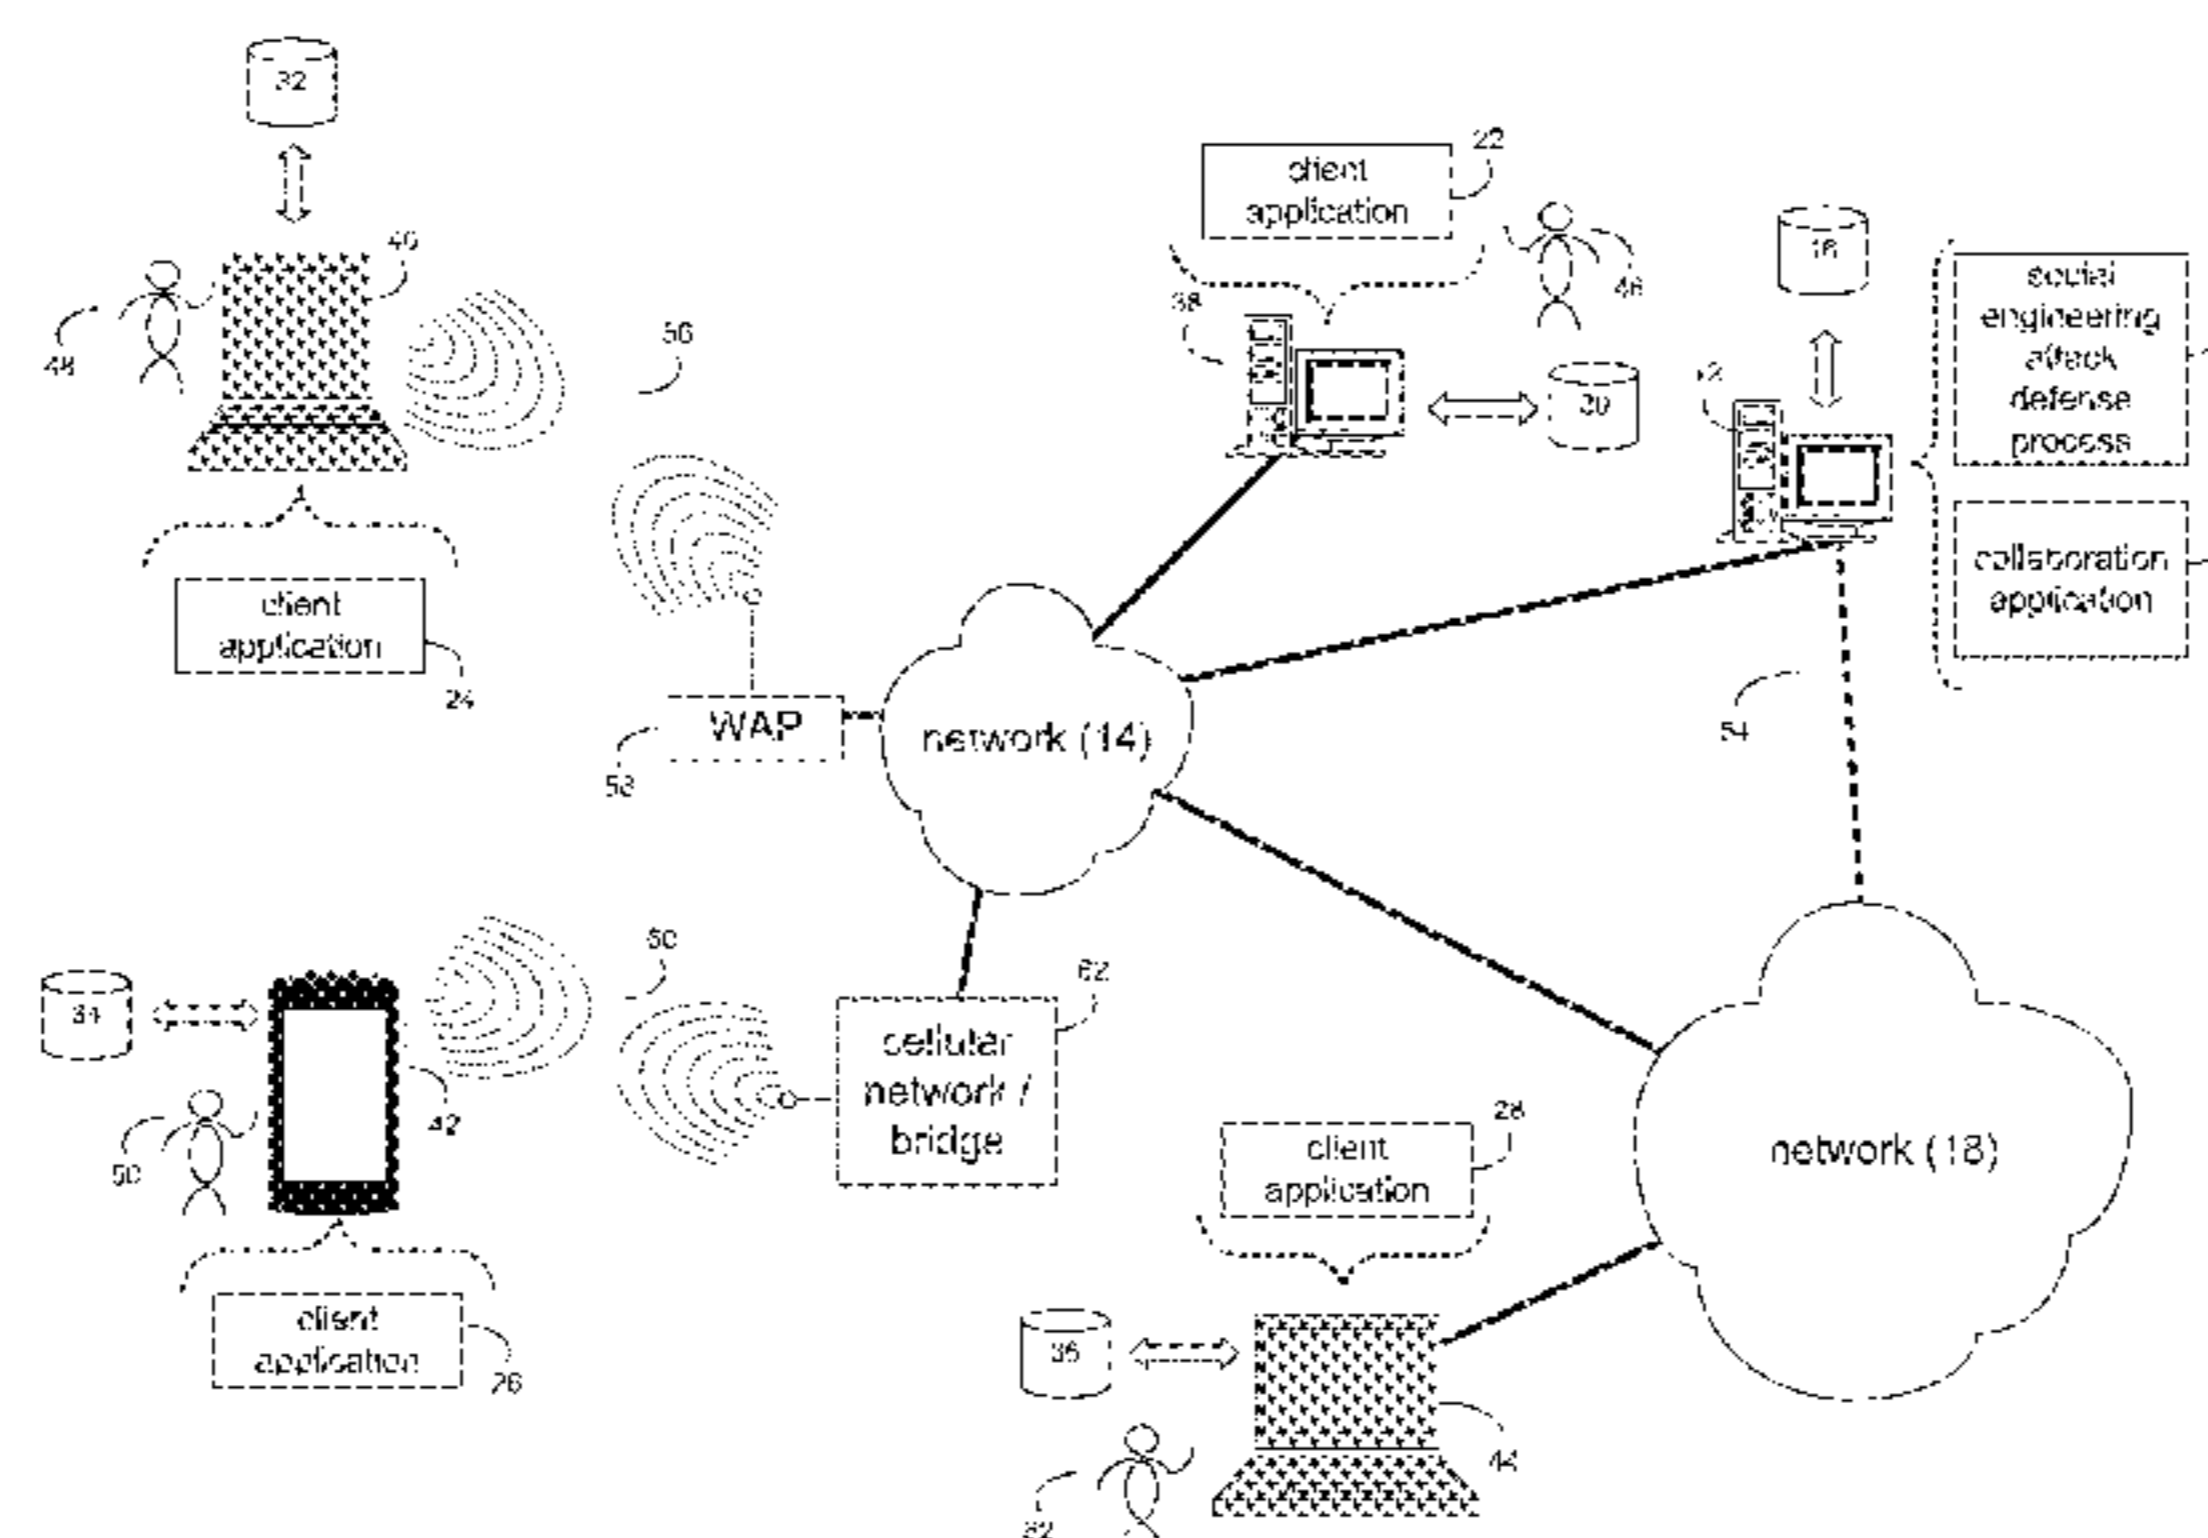 32
40
48
56
client
application
24
client
application
22
46
38
30
16
12
social
engineering
attack
defense
process
collaboration
application
54
WAP
58
network (14)
34
42
50
60
62
cellular
network /
bridge
client
application
26
client
application
28
network (18)
36
44
52